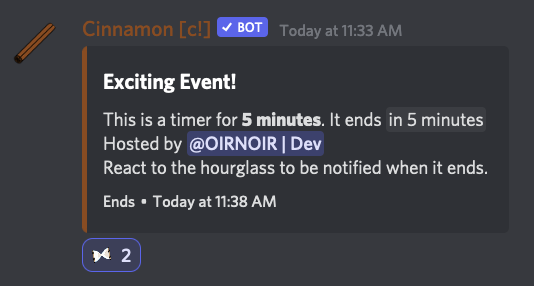 Cinnamon [c!] ✓ BOT Today at 11:33 AM
Exciting Event!
This is a timer for 5 minutes. It ends in 5 minutes
Hosted by @OIRNOIR | Dev
React to the hourglass to be notified when it ends.
Ends • Today at 11:38 AM
2